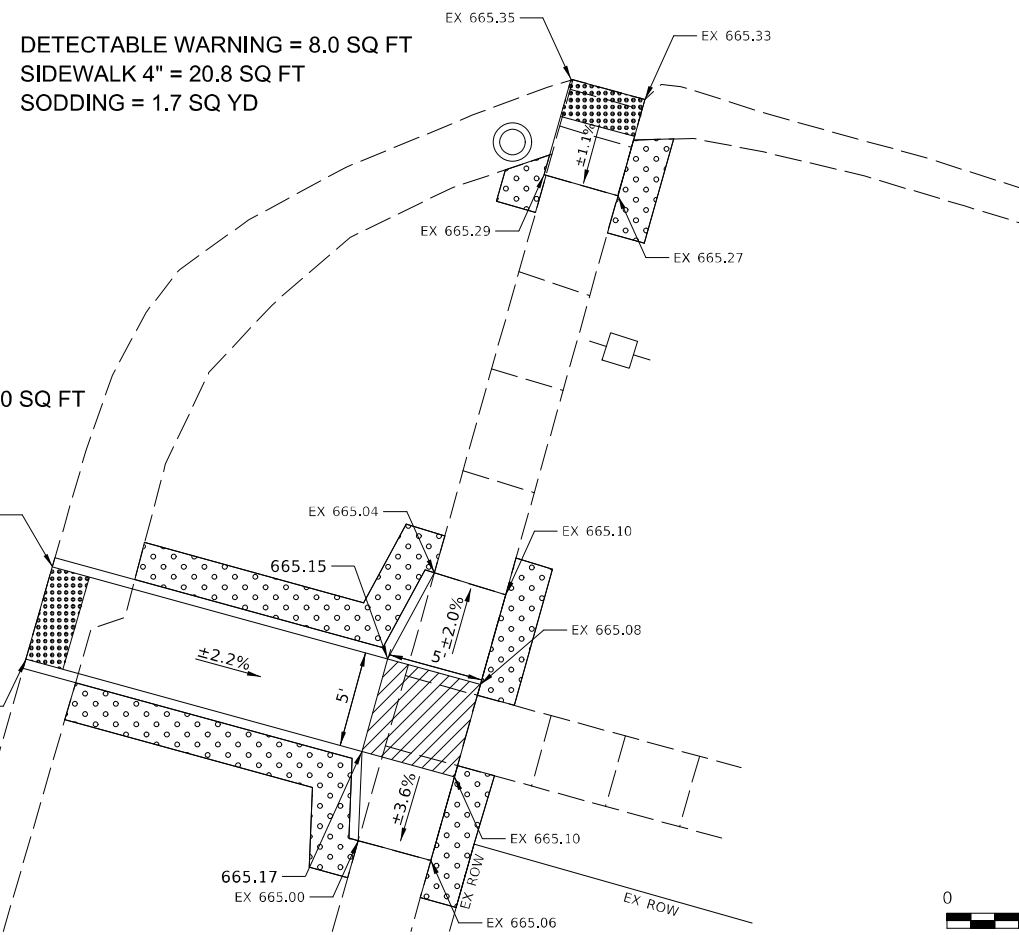 EX 665.35
EX 665.33
DETECTABLE WARNING = 8.0 SQ FT
SIDEWALK 4" = 20.8 SQ FT
SODDING = 1.7 SQ YD
±1.1%
EX 665.29
EX 665.27
0 SQ FT
EX 665.04
EX 665.10
665.15
±2.0%
5'
EX 665.08
±2.2%
5'
±3.6%
EX 665.10
665.17
EX 665.00
EX ROW
EX ROW
EX 665.06
0